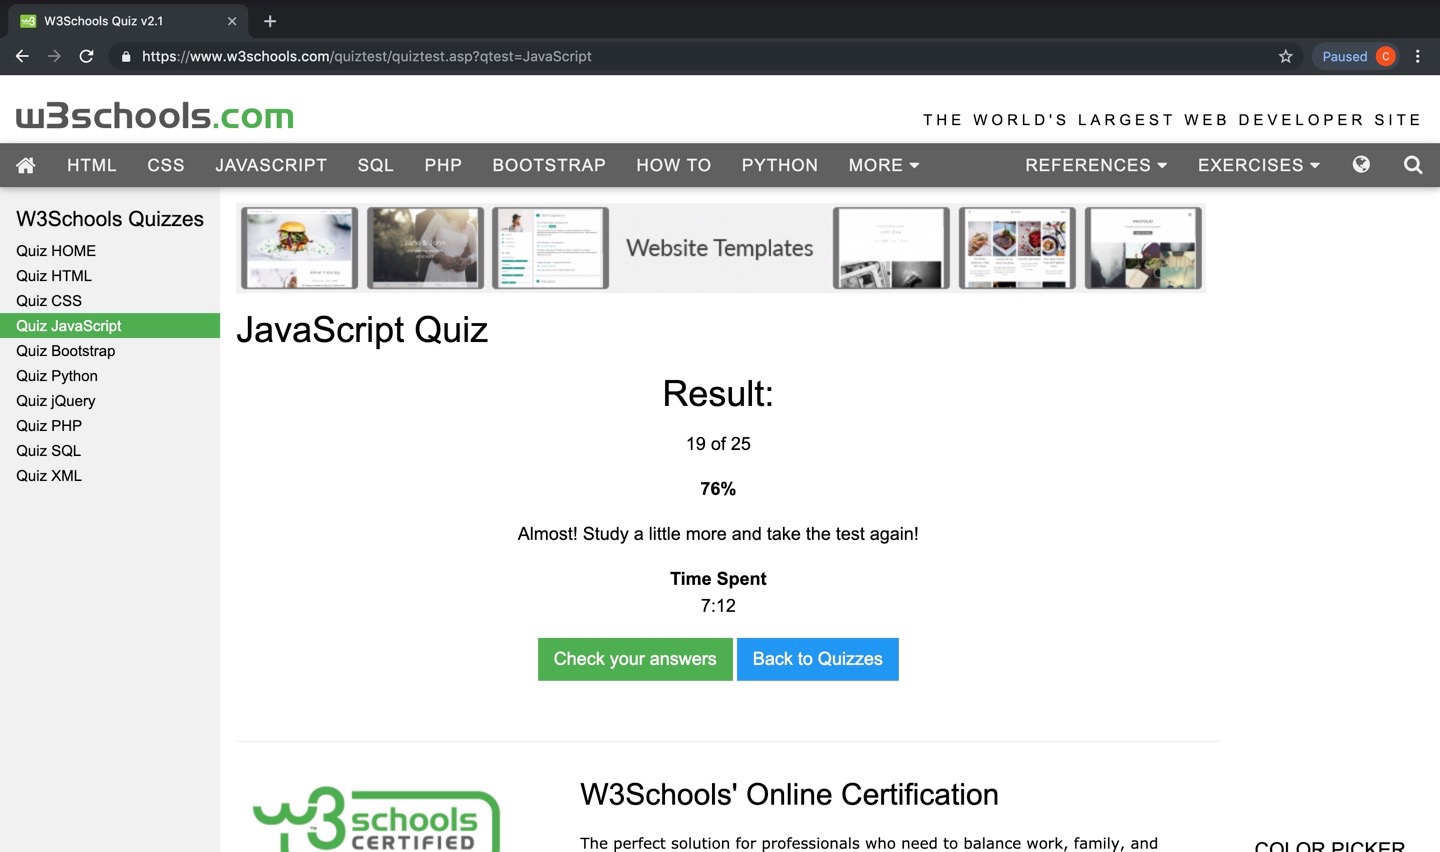 W3Schools Quiz v2.1
https://www.w3schools.com/quiztest/quiztest.asp?qtest=JavaScript
Paused C
w3schools.com
THE WORLD'S LARGEST WEB DEVELOPER SITE
HTML CSS JAVASCRIPT SQL PHP BOOTSTRAP HOW TO PYTHON MORE REFERENCES EXERCISES
W3Schools Quizzes
Quiz HOME
Quiz HTML
Quiz CSS
Quiz JavaScript
Quiz Bootstrap
Quiz Python
Quiz jQuery
Quiz PHP
Quiz SQL
Quiz XML
Website Templates
JavaScript Quiz
Result:
19 of 25
76%
Almost! Study a little more and take the test again!
Time Spent
7:12
Check your answers
Back to Quizzes
w3schools
CERTIFIED
W3Schools' Online Certification
The perfect solution for professionals who need to balance work, family, and
COLOR PICKER